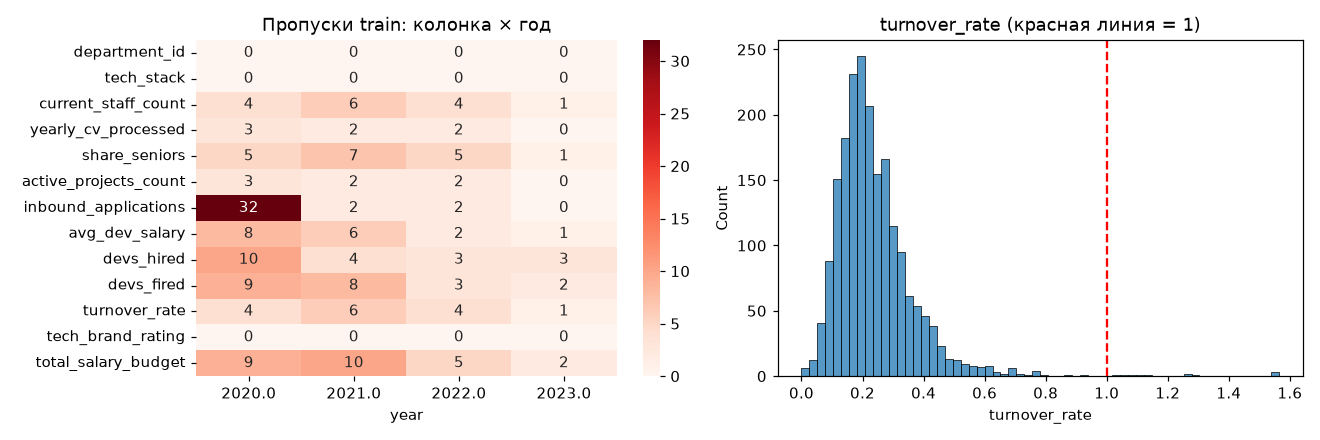 Пропуски train: колонка × год
department_id 0 0 0 0
tech_stack 0 0 0 0
current_staff_count 4 6 4 1
yearly_cv_processed 3 2 2 0
share_seniors 5 7 5 1
active_projects_count 3 2 2 0
inbound_applications 32 2 2 0
avg_dev_salary 8 6 2 1
devs_hired 10 4 3 3
devs_fired 9 8 3 2
turnover_rate 4 6 4 1
tech_brand_rating 0 0 0 0
total_salary_budget 9 10 5 2
2020.0 2021.0 2022.0 2023.0
year
30
25
20
15
10
5
0
turnover_rate (красная линия = 1)
250
200
150
100
50
0
Count
0.0 0.2 0.4 0.6 0.8 1.0 1.2 1.4 1.6
turnover_rate